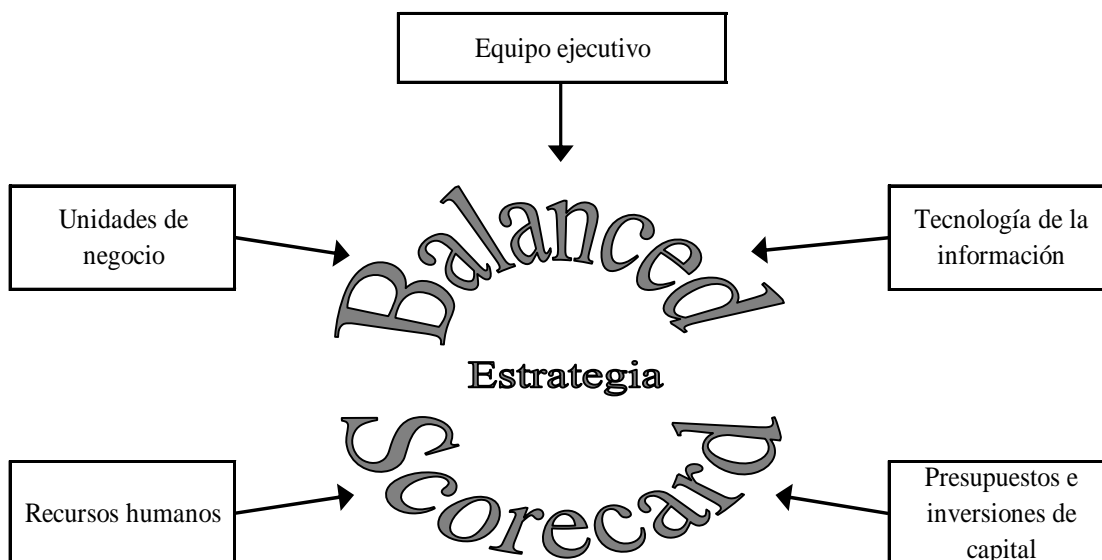 Equipo ejecutivo
Unidades de
negocio
Tecnología de la
información
Balanced
Estrategia
Scorecard
Recursos humanos
Presupuestos e
inversiones de
capital